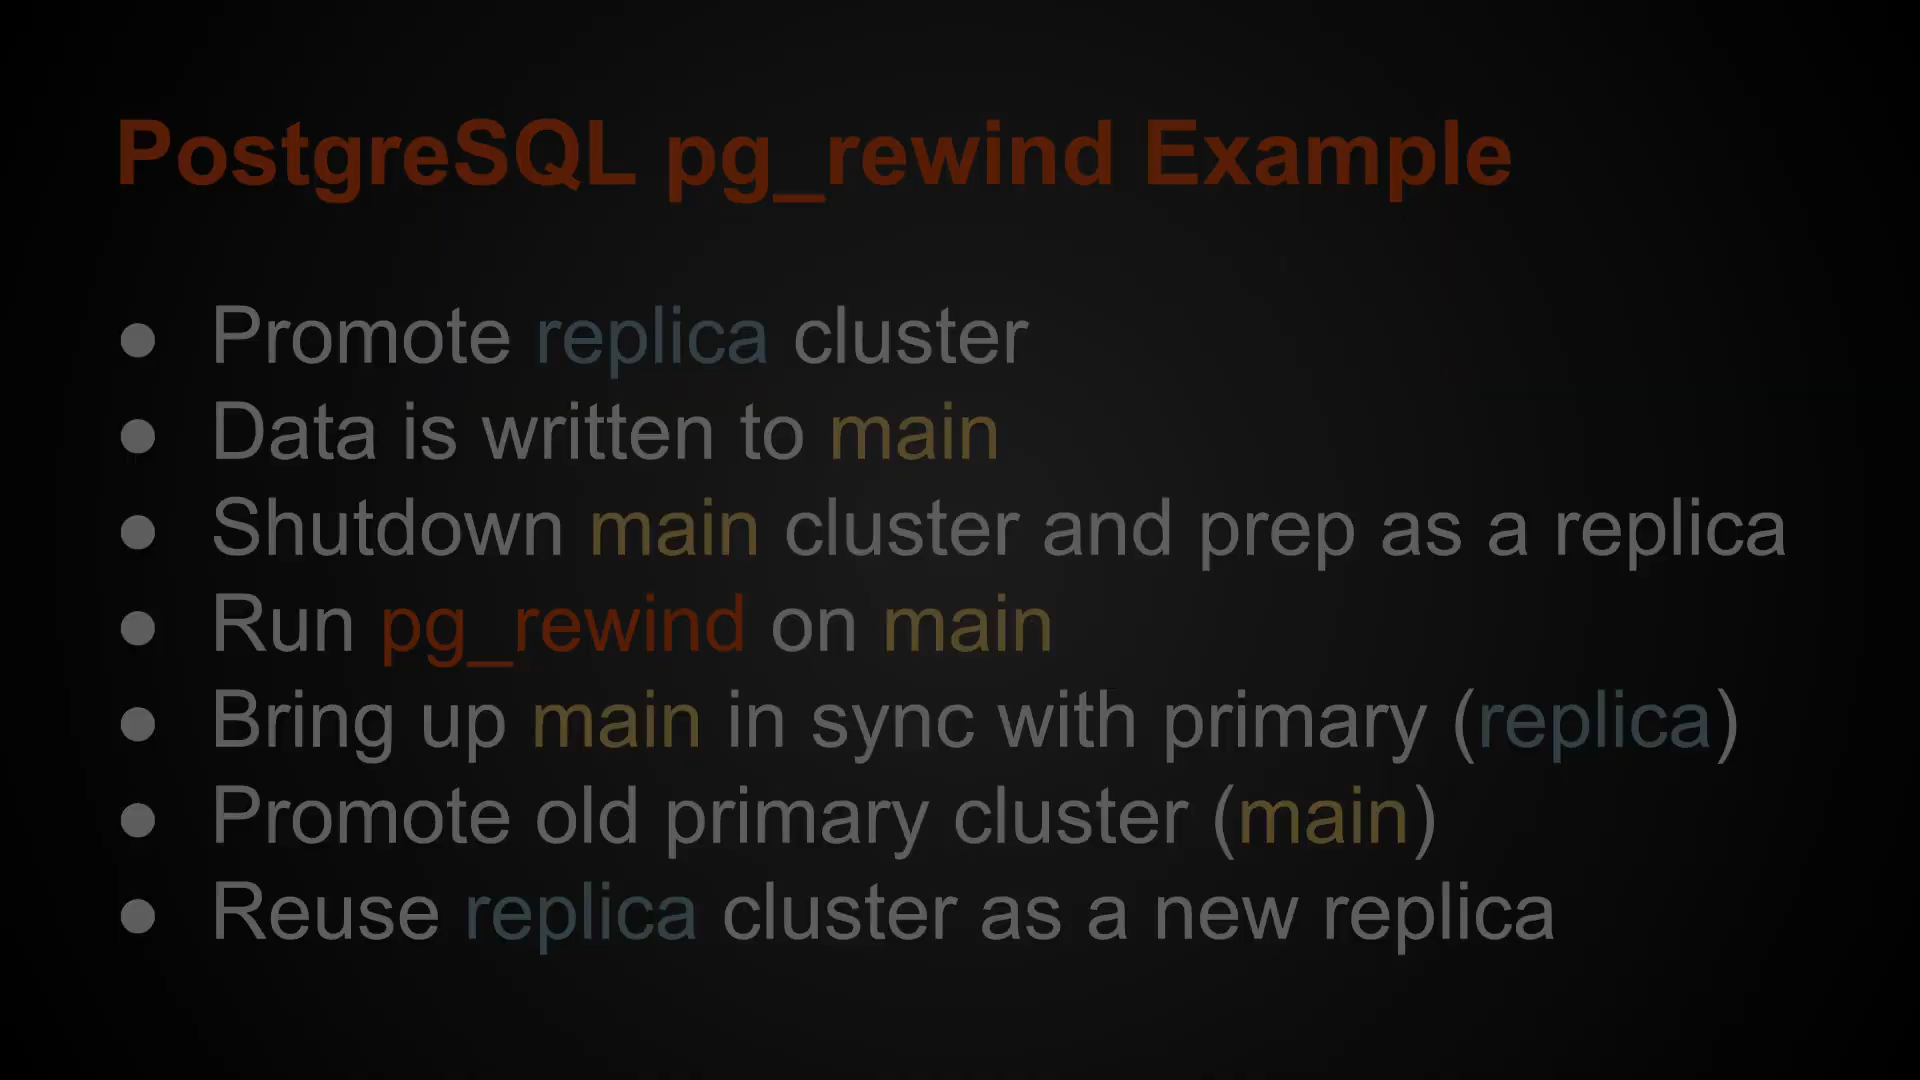 PostgreSQL pg_rewind Example
● Promote replica cluster
● Data is written to main
● Shutdown main cluster and prep as a replica
● Run pg_rewind on main
● Bring up main in sync with primary (replica)
● Promote old primary cluster (main)
● Reuse replica cluster as a new replica